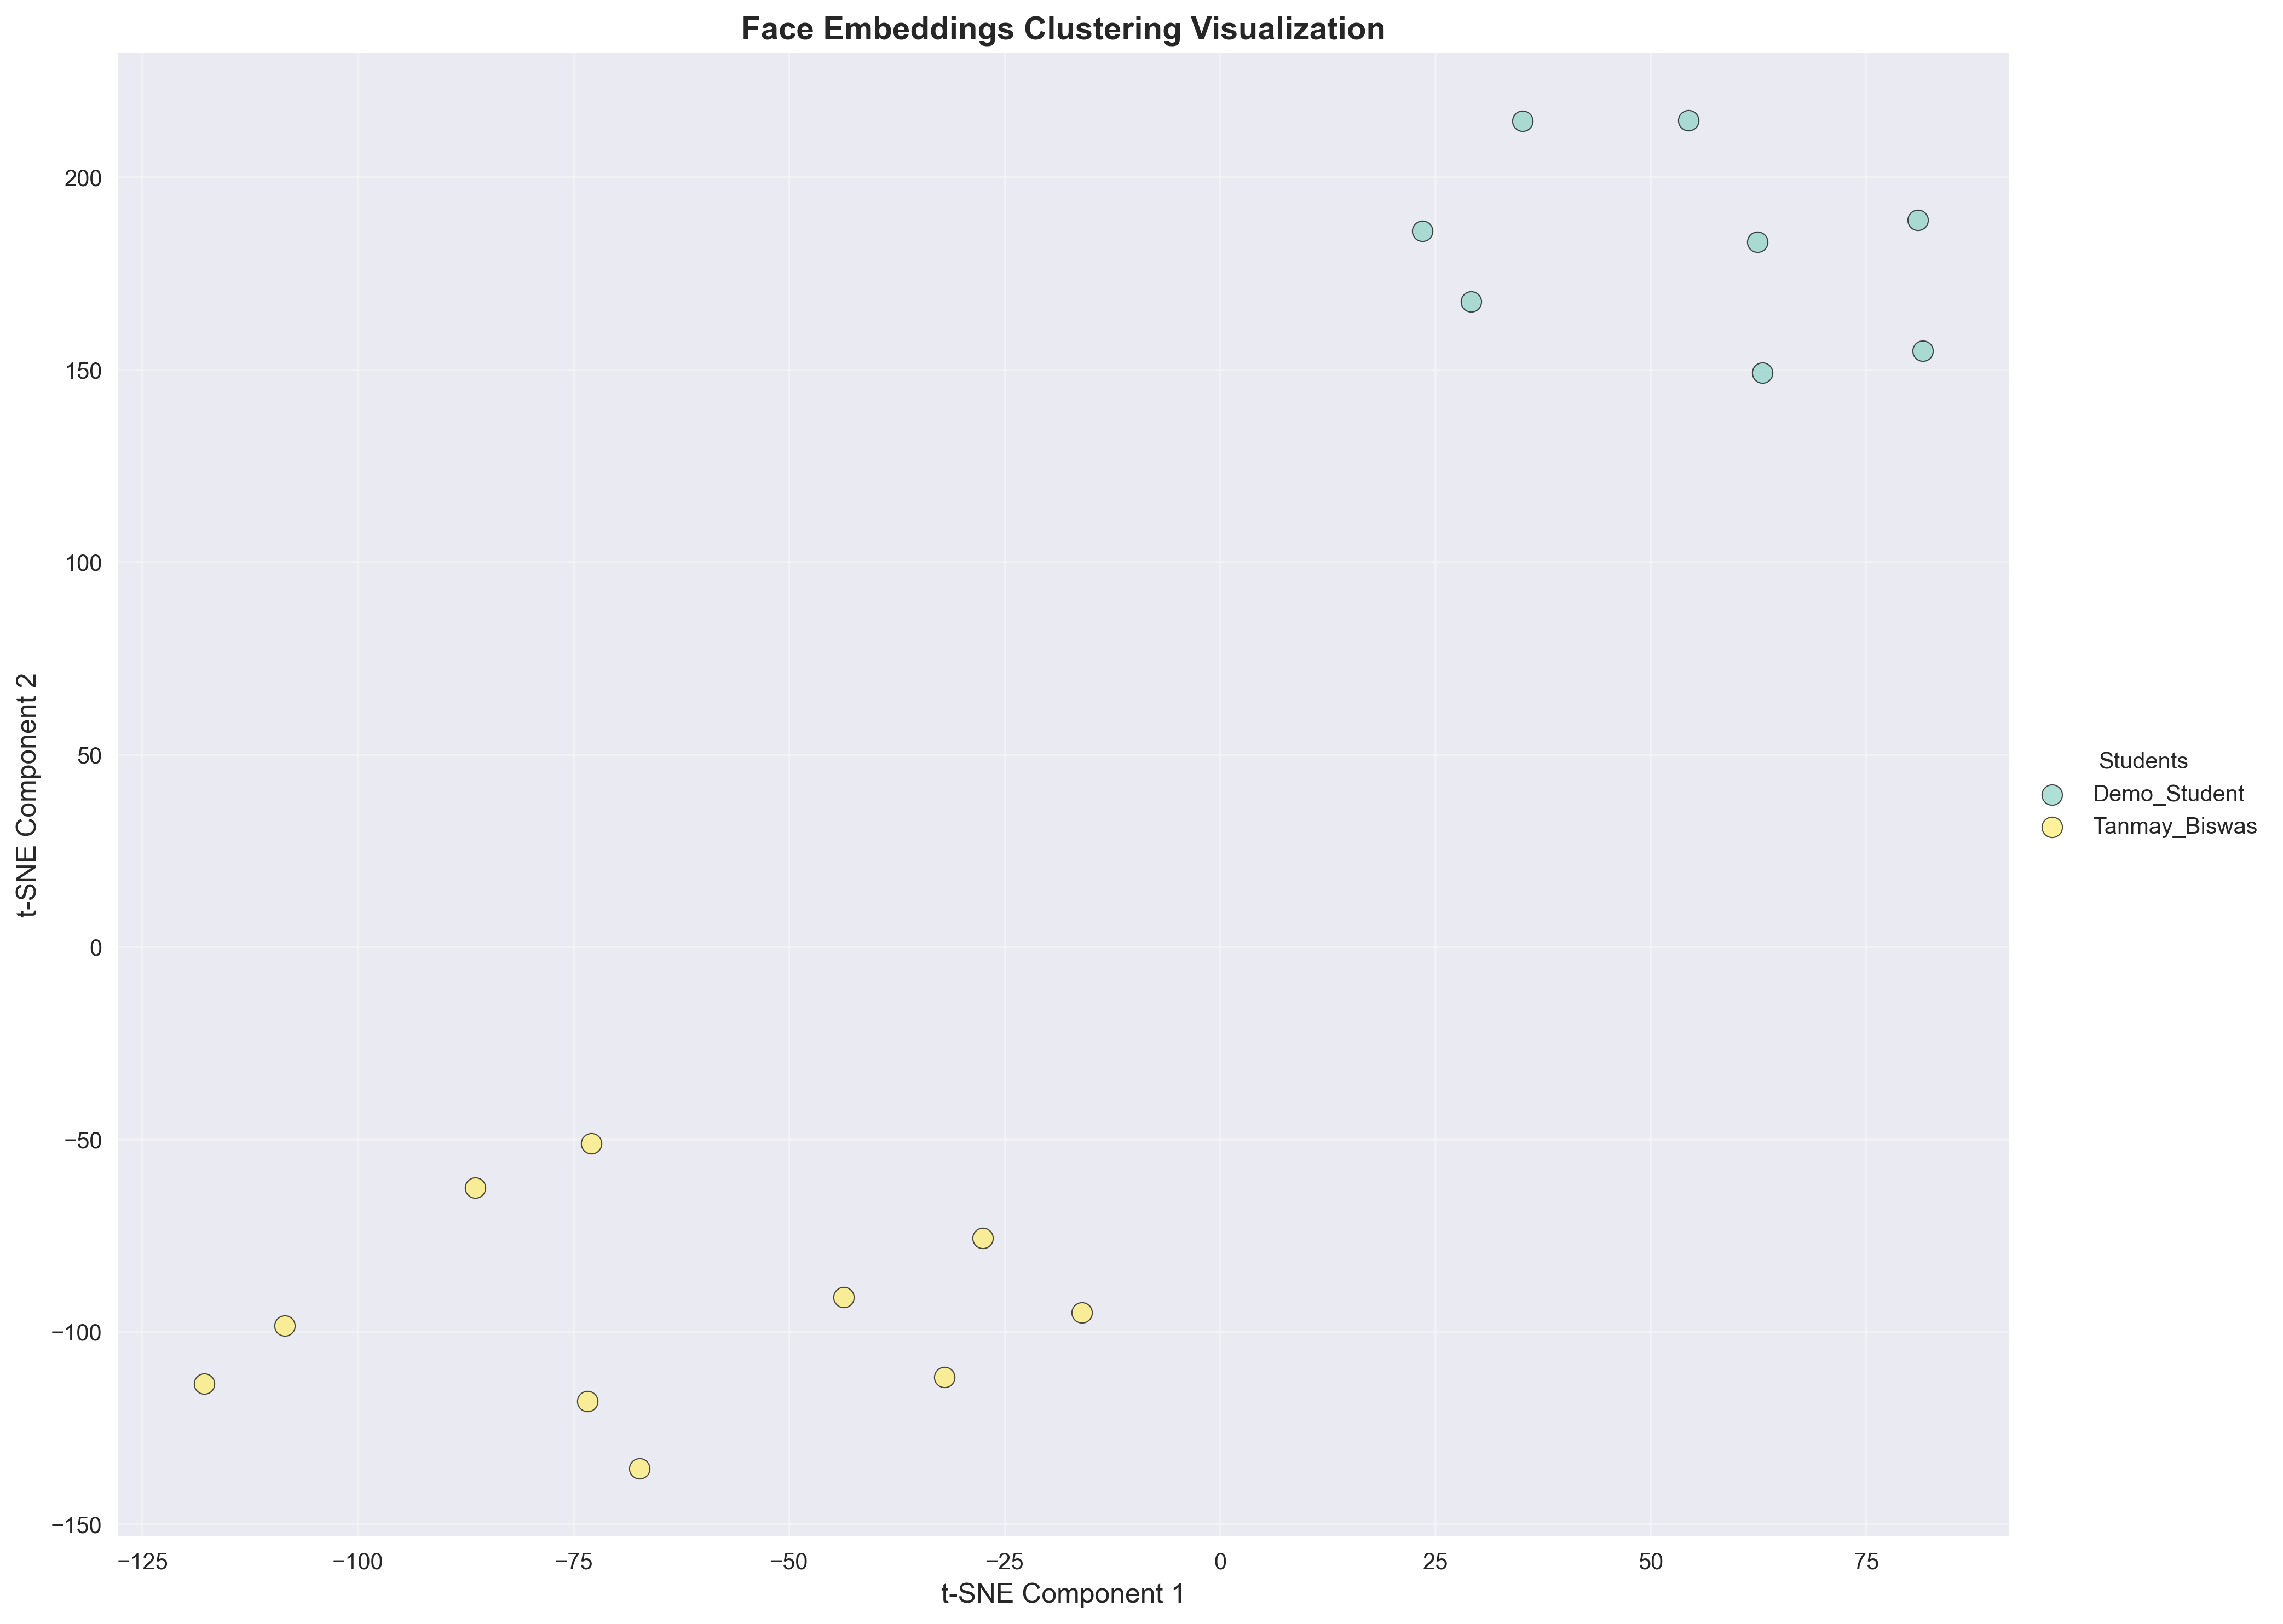 Face Embeddings Clustering Visualization
t-SNE Component 2
200
150
100
50
0
−50
−100
−150
−125
−100
−75
−50
−25
0
25
50
75
t-SNE Component 1
Students
Demo_Student
Tanmay_Biswas